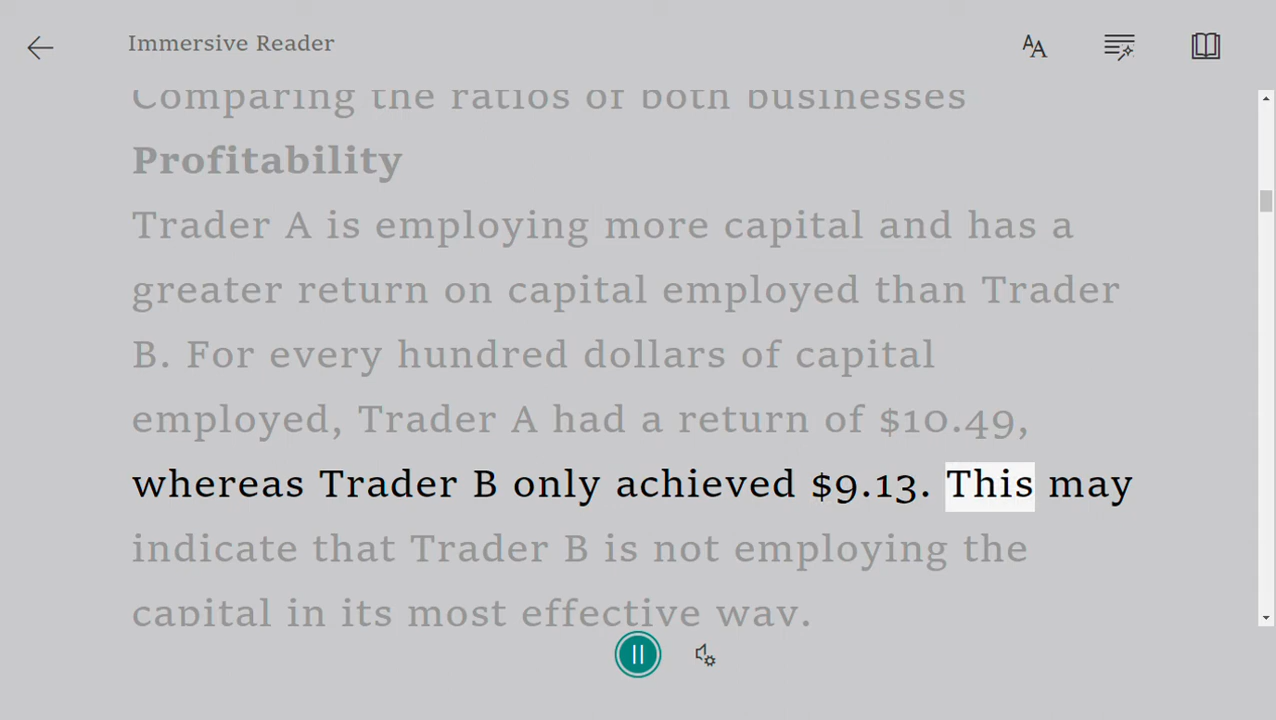 Immersive Reader
Comparing the ratios of both businesses
Profitability
Trader A is employing more capital and has a
greater return on capital employed than Trader
B. For every hundred dollars of capital
employed, Trader A had a return of $10.49,
whereas Trader B only achieved $9.13. This may
indicate that Trader B is not employing the
capital in its most effective way.